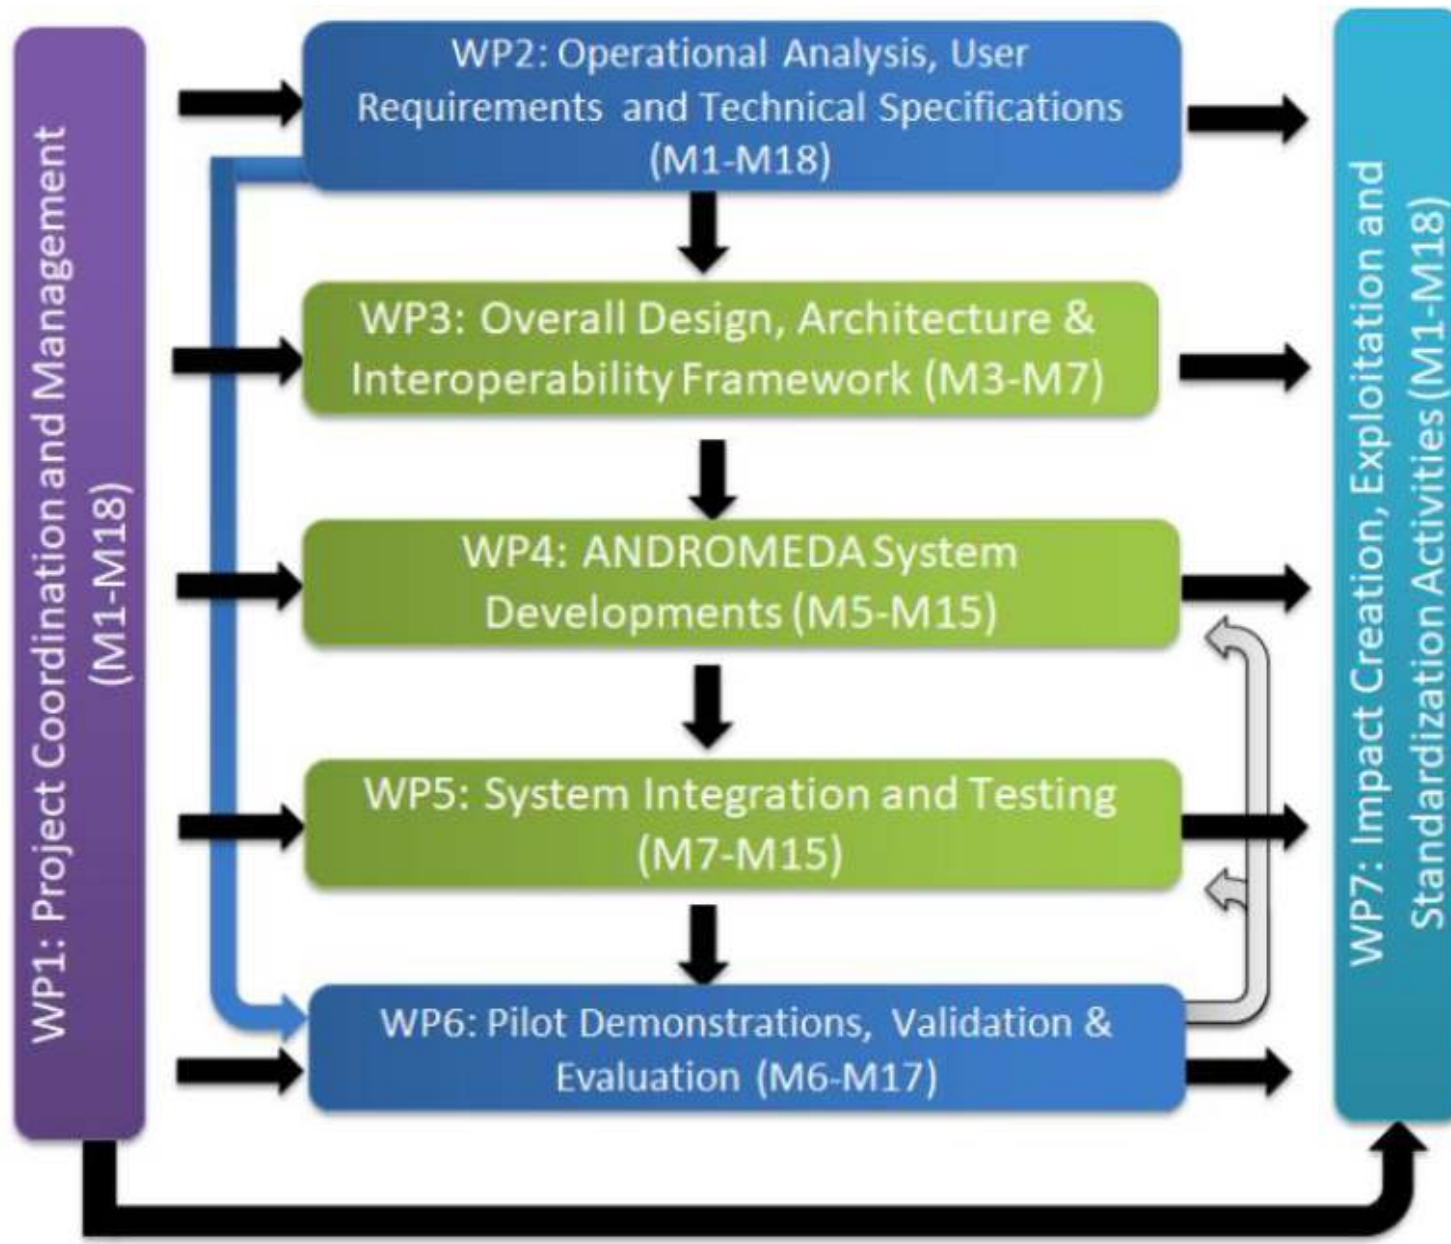 WP1: Project Coordination and Management
(M1-M18)
WP2: Operational Analysis, User
Requirements and Technical Specifications
(M1-M18)
WP3: Overall Design, Architecture &
Interoperability Framework (M3-M7)
WP4: ANDROMEDA System
Developments (M5-M15)
WP5: System Integration and Testing
(M7-M15)
WP6: Pilot Demonstrations, Validation &
Evaluation (M6-M17)
WP7: Impact Creation, Exploitation and
Standardization Activities (M1-M18)